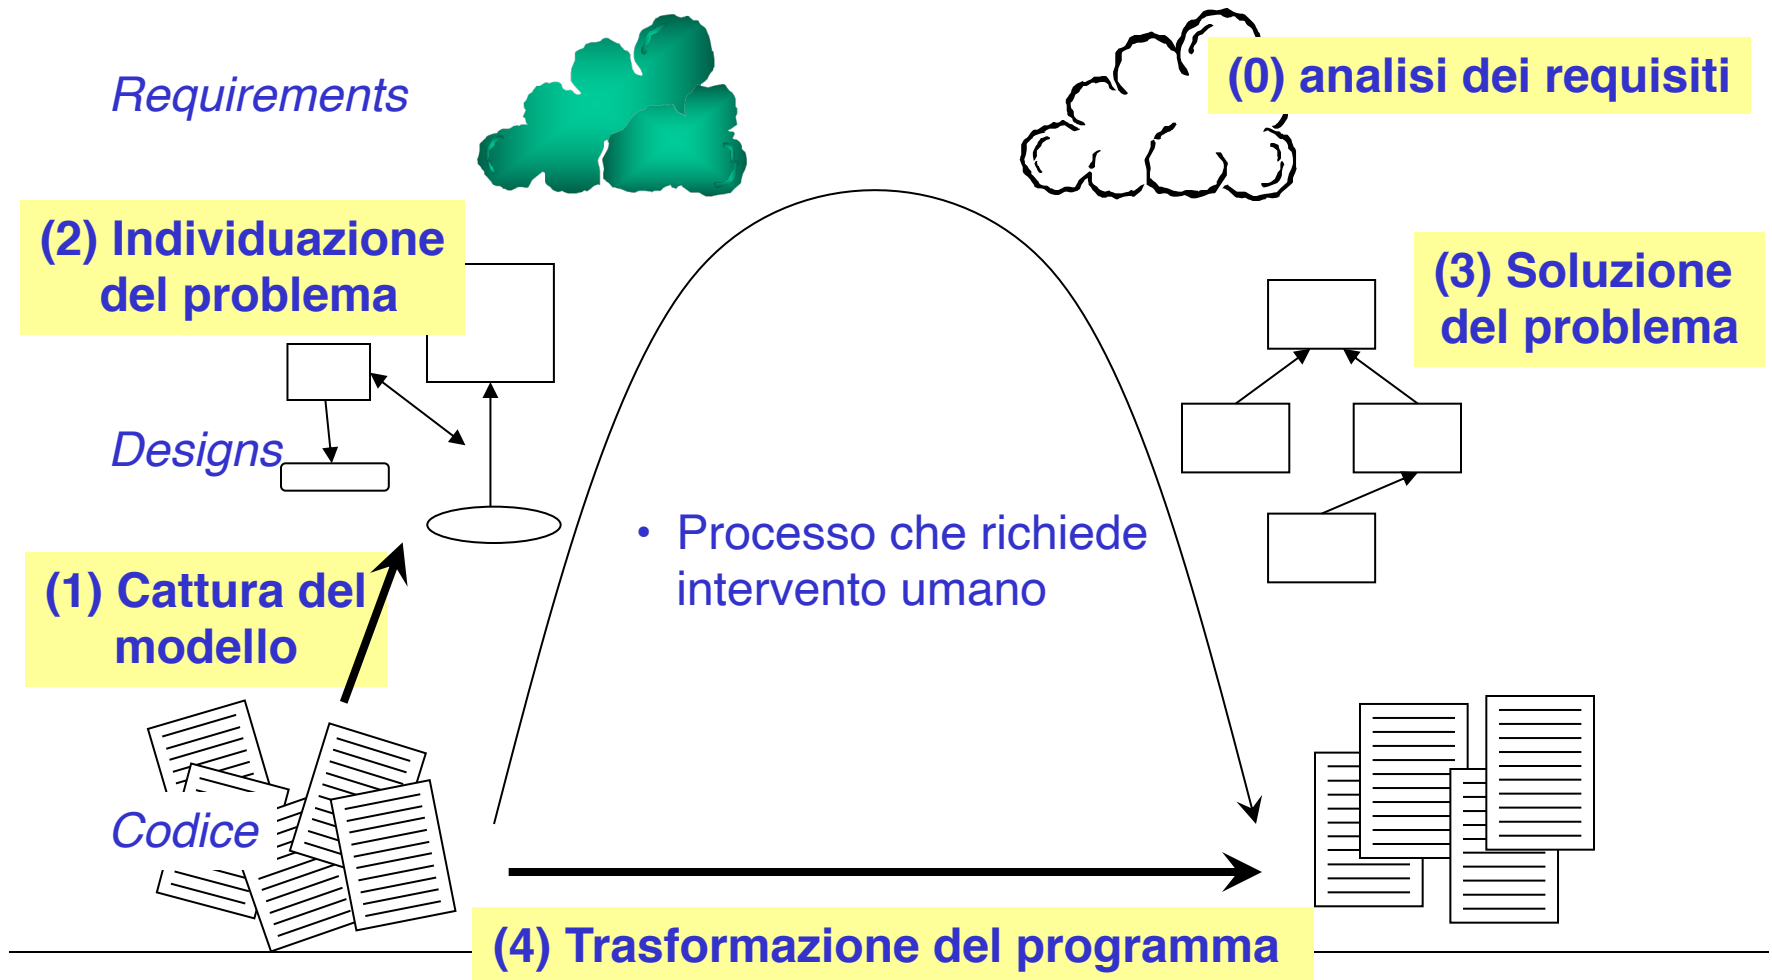 Requirements
(0) analisi dei requisiti
(2) Individuazione
del problema
(3) Soluzione
del problema
Designs
• Processo che richiede
intervento umano
(1) Cattura del
modello
Codice
(4) Trasformazione del programma